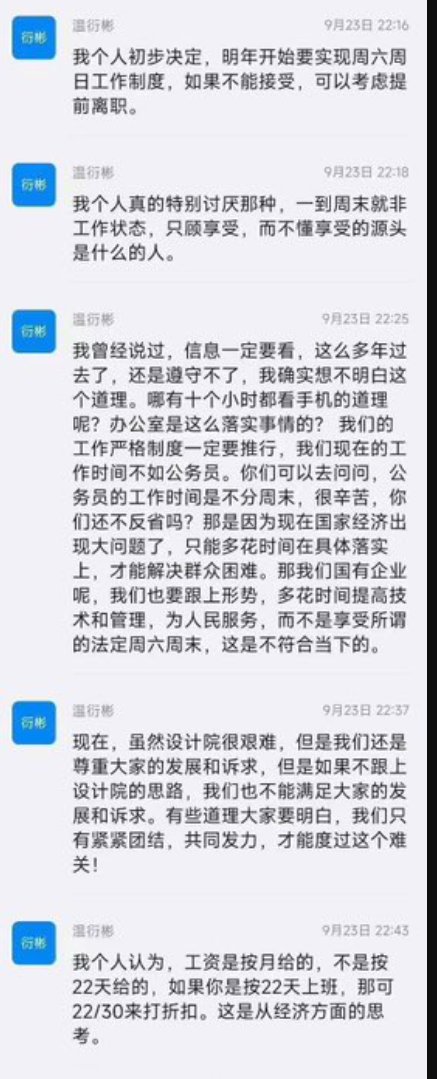 衍彬
温衍彬
9月23日 22:16
我个人初步决定，明年开始要实现周六周
日工作制度，如果不能接受，可以考虑提
前离职。
衍彬
温衍彬
9月23日 22:18
我个人真的特别讨厌那种，一到周末就非
工作状态，只顾享受，而不懂享受的源头
是什么的人。
衍彬
温衍彬
9月23日 22:25
我曾经说过，信息一定要看，这么多年过
去了，还是遵守不了，我确实想不明白这
个道理。哪有十个小时都看手机的道理
呢？办公室是这么落实事情的？ 我们的
工作严格制度一定要推行，我们现在的工
作时间不如公务员。你们可以去问问，公
务员的工作时间是不分周末，很辛苦，你
们还不反省吗？那是因为现在国家经济出
现大问题了，只能多花时间在具体落实
上，才能解决群众困难。那我们国有企业
呢，我们也要跟上形势，多花时间提高技
术和管理，为人民服务，而不是享受所谓
的法定周六周末，这是不符合当下的。
衍彬
温衍彬
9月23日 22:37
现在，虽然设计院很艰难，但是我们还是
尊重大家的发展和诉求，但是如果不跟上
设计院的思路，我们也不能满足大家的发
展和诉求。有些道理大家要明白，我们只
有紧紧团结，共同发力，才能度过这个难
关！
衍彬
温衍彬
9月23日 22:43
我个人认为，工资是按月给的，不是按
22天给的，如果你是按22天上班，那可
22/30来打折扣。这是从经济方面的思
考。